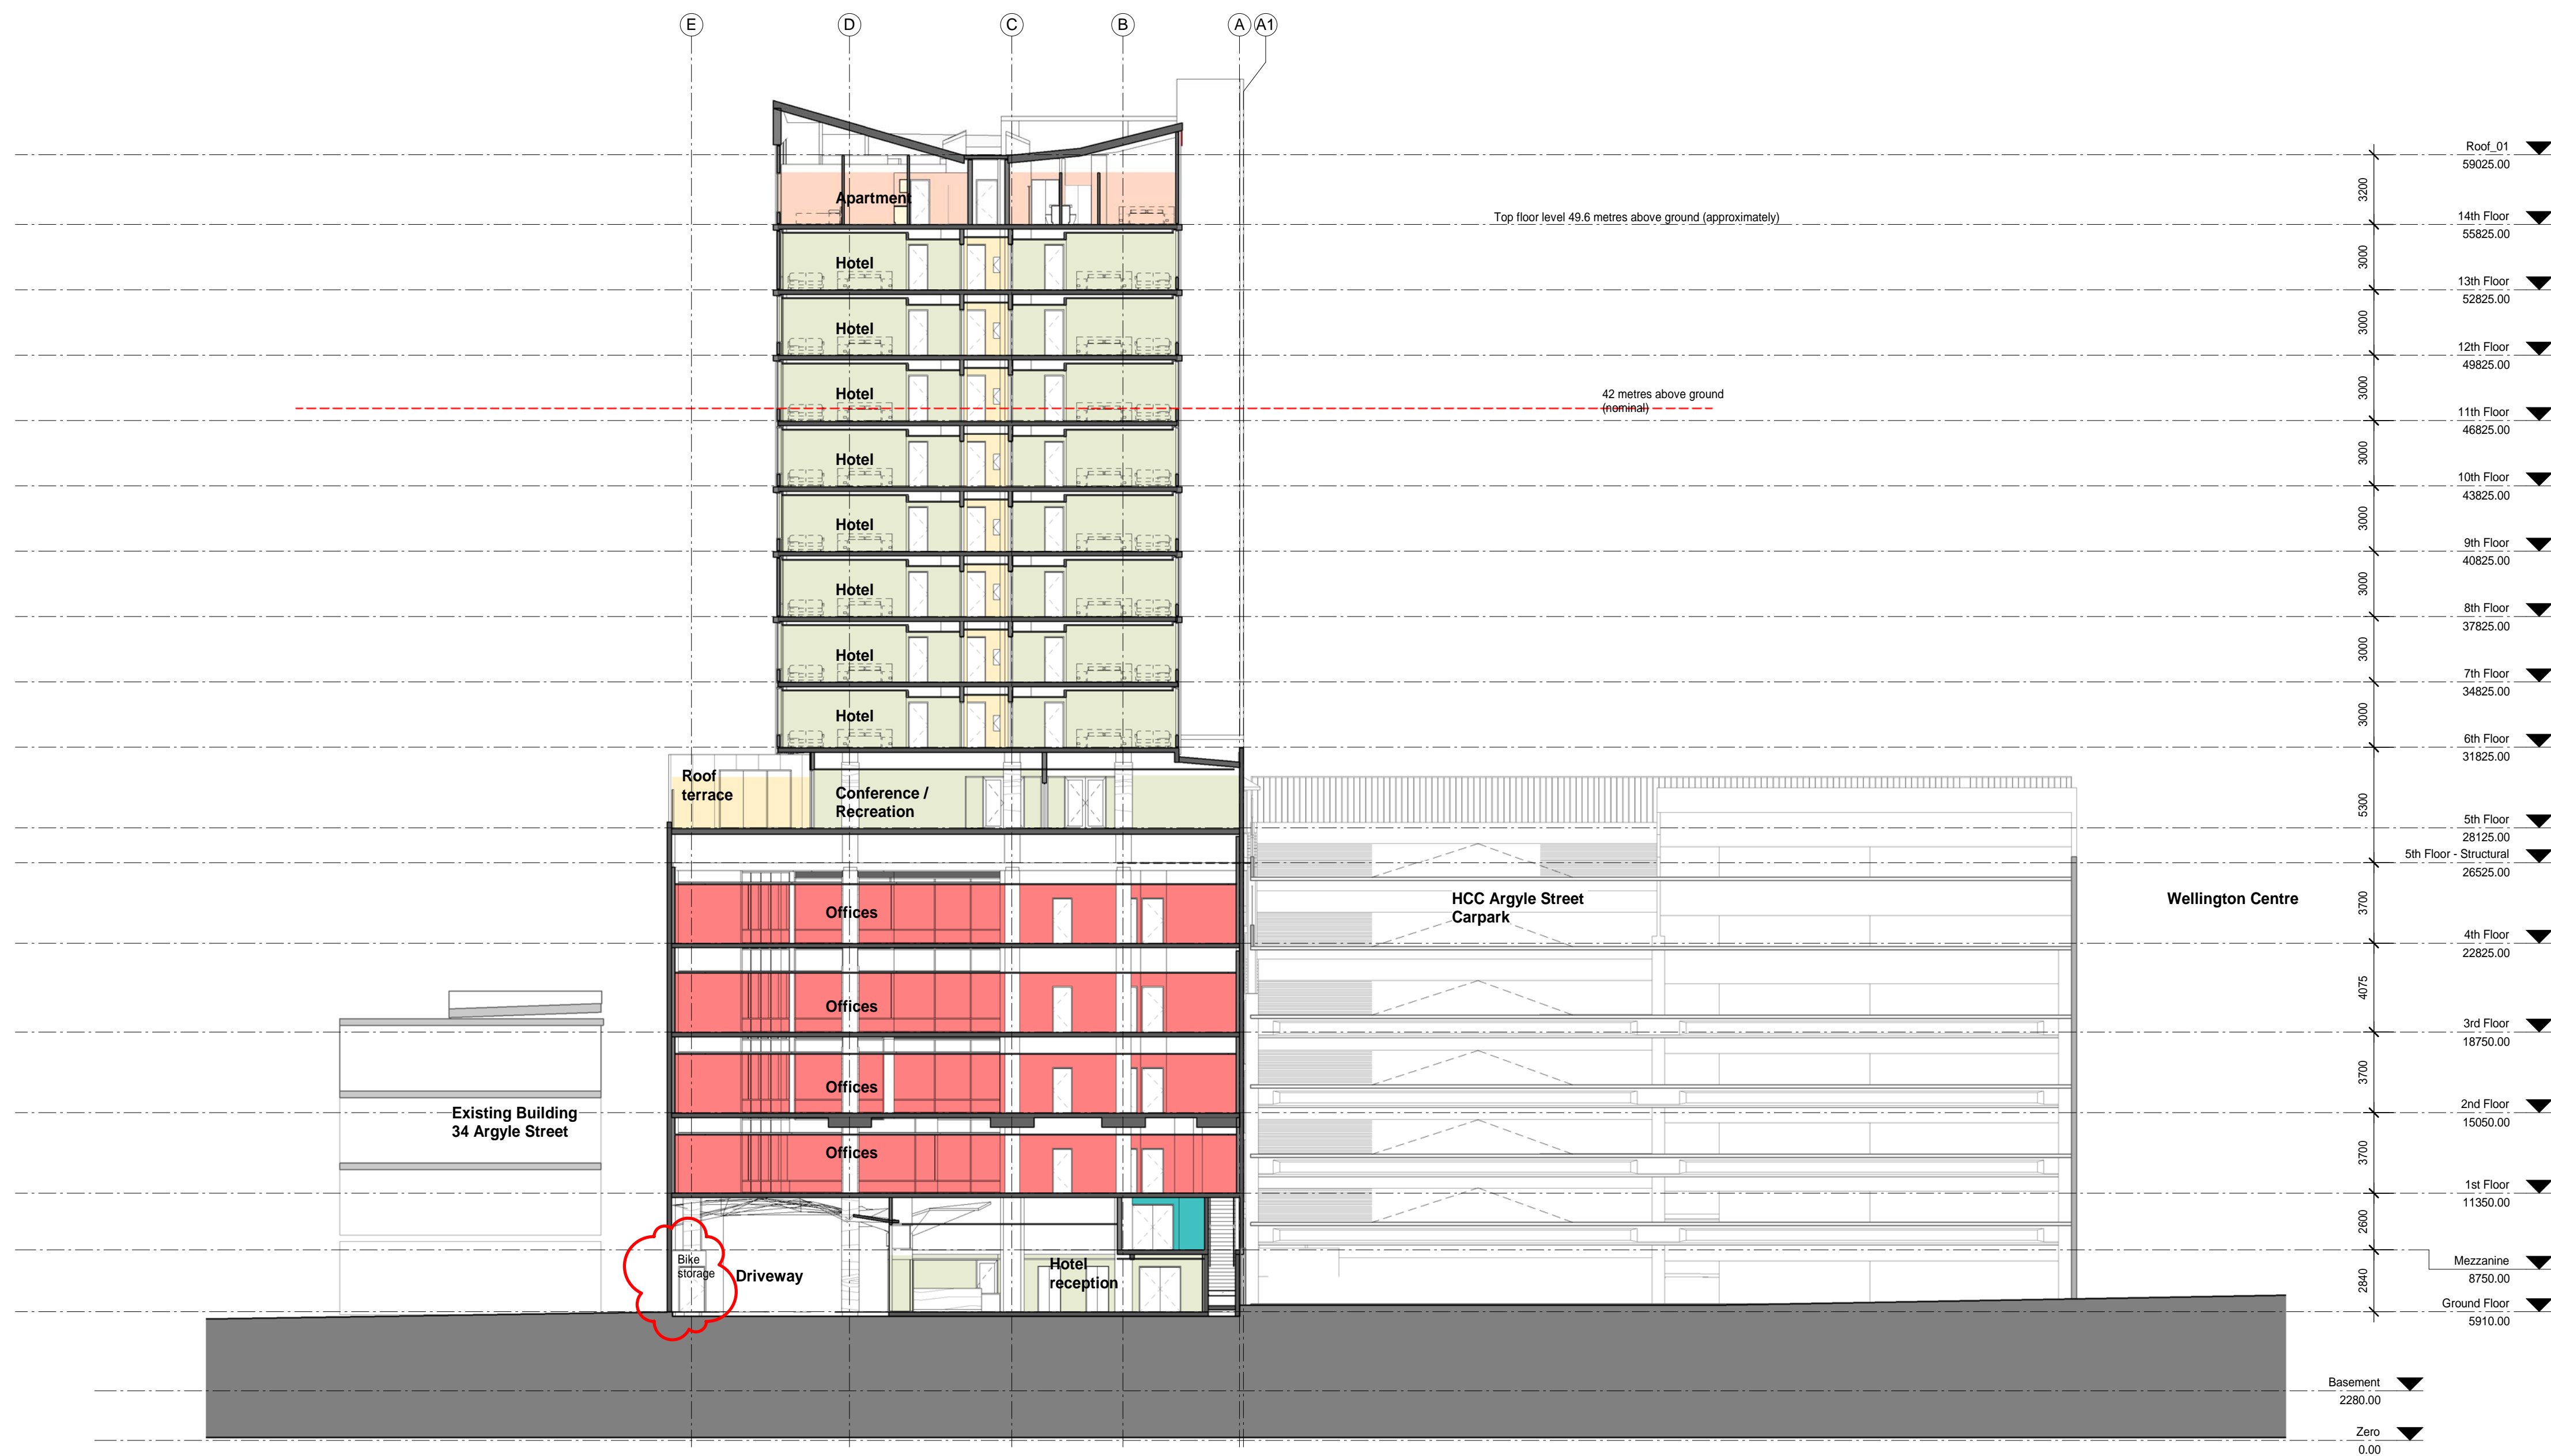 E
D
C
B
A
A1
Roof_01
59025.00
3200
Apartment
Top floor level 49.6 metres above ground (approximately)
14th Floor
55825.00
Hotel
3000
13th Floor
52825.00
Hotel
3000
12th Floor
49825.00
Hotel
42 metres above ground
(nominal)
3000
11th Floor
46825.00
Hotel
3000
10th Floor
43825.00
Hotel
3000
9th Floor
40825.00
Hotel
3000
8th Floor
37825.00
Hotel
3000
7th Floor
34825.00
Hotel
3000
6th Floor
31825.00
Roof
terrace
Conference /
Recreation
5300
5th Floor
28125.00
5th Floor - Structural
26525.00
Offices
HCC Argyle Street
Carpark
Wellington Centre
3700
4th Floor
22825.00
Offices
4075
3rd Floor
18750.00
Offices
3700
Existing Building
34 Argyle Street
2nd Floor
15050.00
Offices
3700
1st Floor
11350.00
2600
Bike
storage
Driveway
Hotel
reception
Mezzanine
8750.00
2840
Ground Floor
5910.00
Basement
2280.00
Zero
0.00